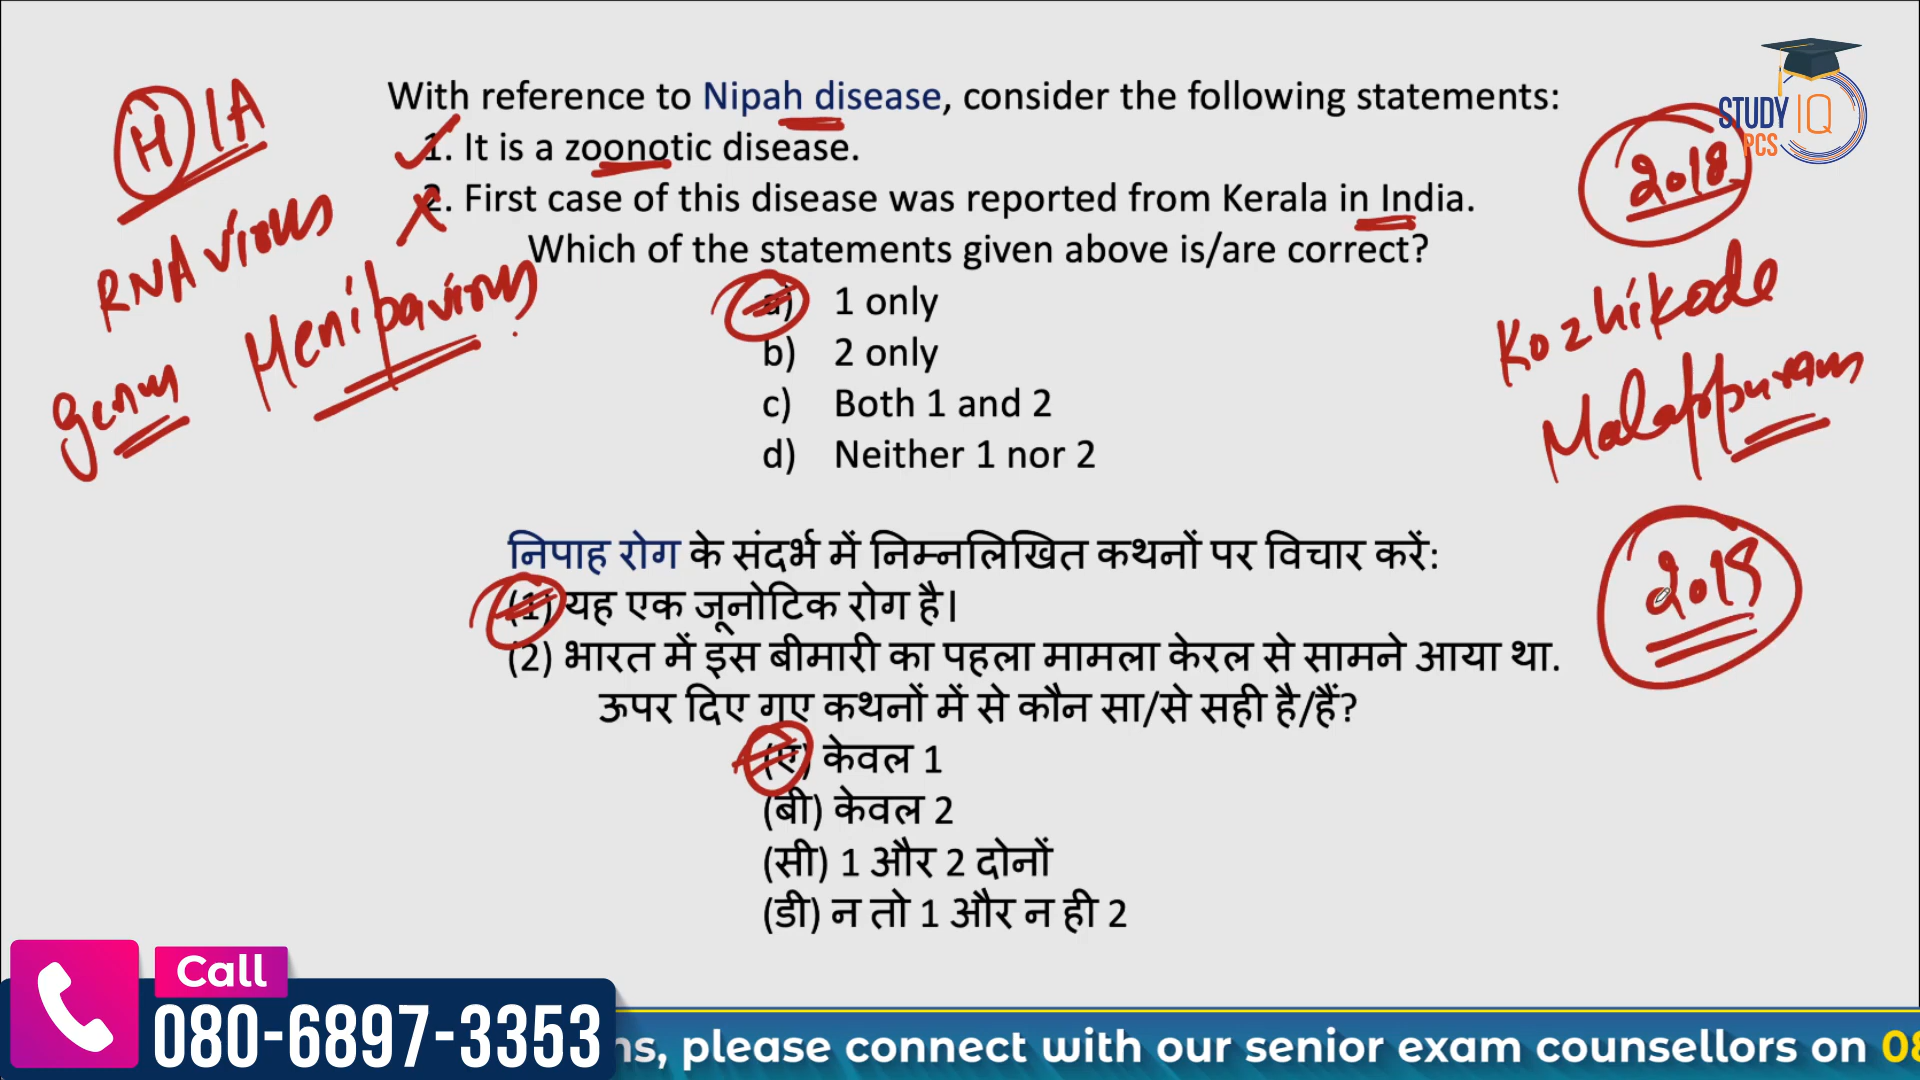 With reference to Nipah disease, consider the following statements:
1. It is a zoonotic disease.
2. First case of this disease was reported from Kerala in India.
Which of the statements given above is/are correct?
a) 1 only
b) 2 only
c) Both 1 and 2
d) Neither 1 nor 2
H1A
RNA virus
genus Henipavirus
STUDY IQ
PCS
2018
Kozhikode
Malappuram
2019
निपाह रोग के संदर्भ में निम्नलिखित कथनों पर विचार करें:
(1) यह एक जूनोटिक रोग है।
(2) भारत में इस बीमारी का पहला मामला केरल से सामने आया था.
ऊपर दिए गए कथनों में से कौन सा/से सही है/हैं?
(ए) केवल 1
(बी) केवल 2
(सी) 1 और 2 दोनों
(डी) न तो 1 और न ही 2
Call
080-6897-3353
ns, please connect with our senior exam counsellors on 08